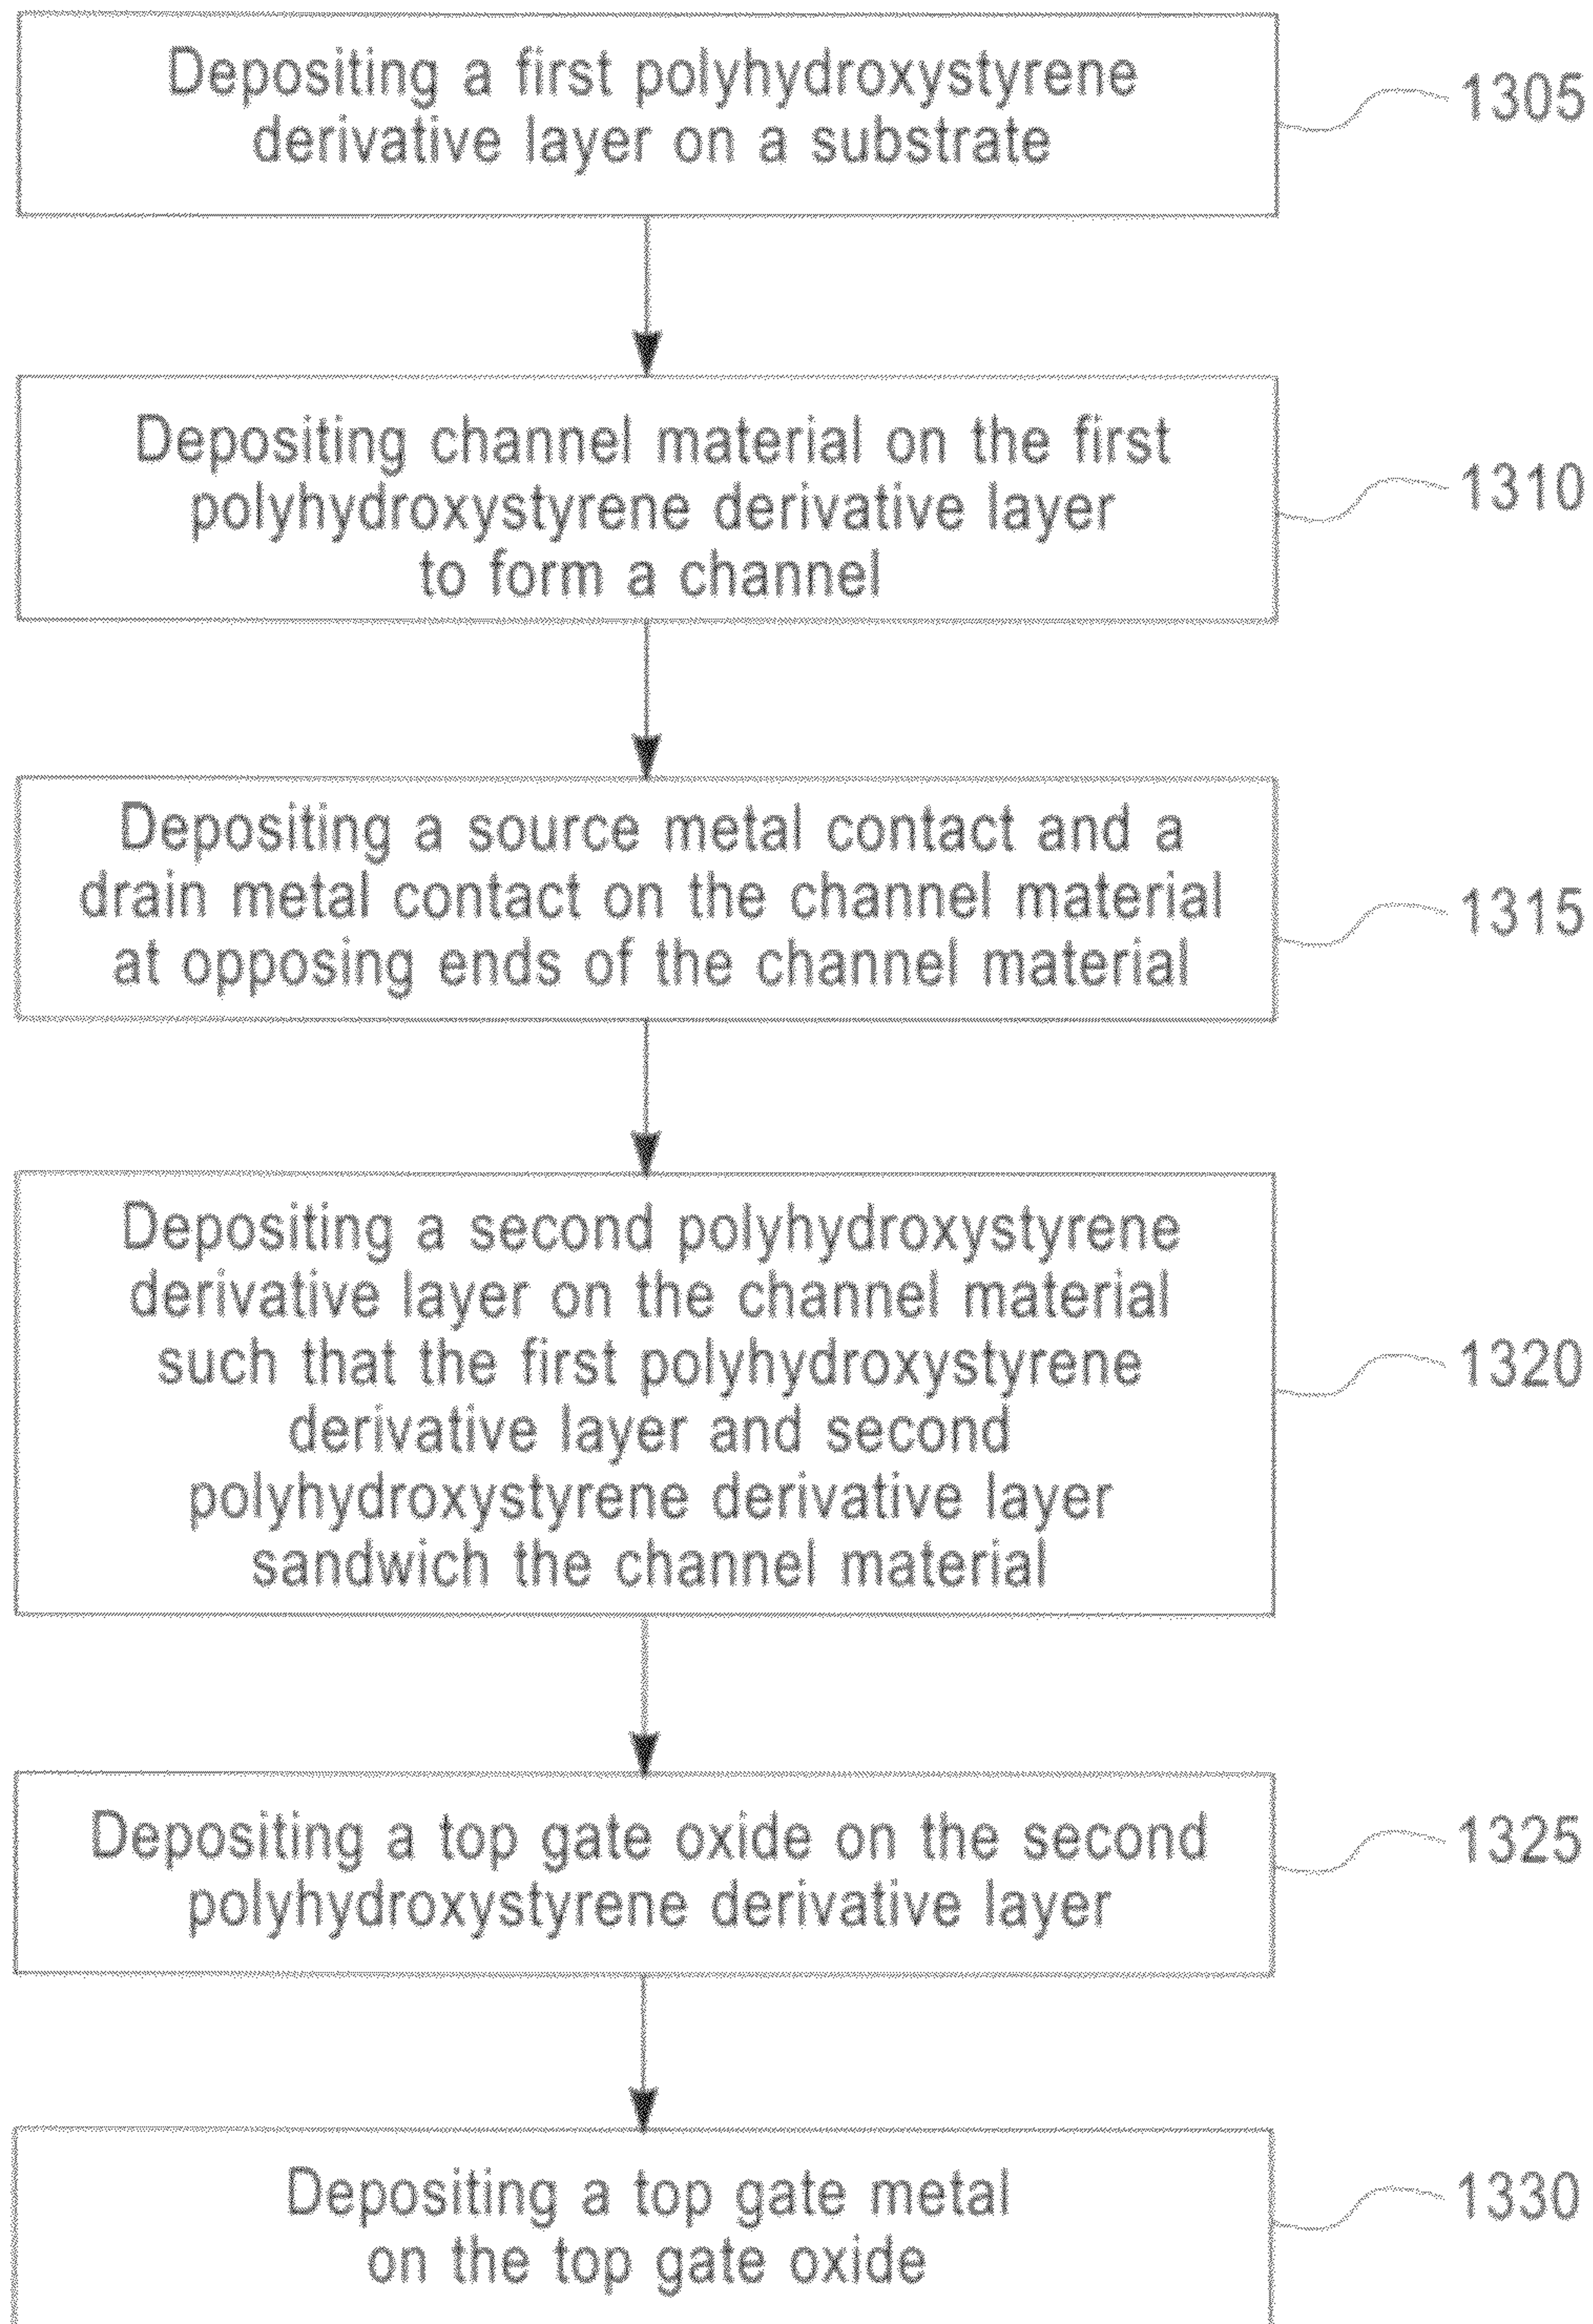 Depositing a first polyhydroxystyrene
derivative layer on a substrate
1305
Depositing channel material on the first
polyhydroxystyrene derivative layer
to form a channel
1310
Depositing a source metal contact and a
drain metal contact on the channel material
at opposing ends of the channel material
1315
Depositing a second polyhydroxystyrene
derivative layer on the channel material
such that the first polyhydroxystyrene
derivative layer and second
polyhydroxystyrene derivative layer
sandwich the channel material
1320
Depositing a top gate oxide on the second
polyhydroxystyrene derivative layer
1325
Depositing a top gate metal
on the top gate oxide
1330